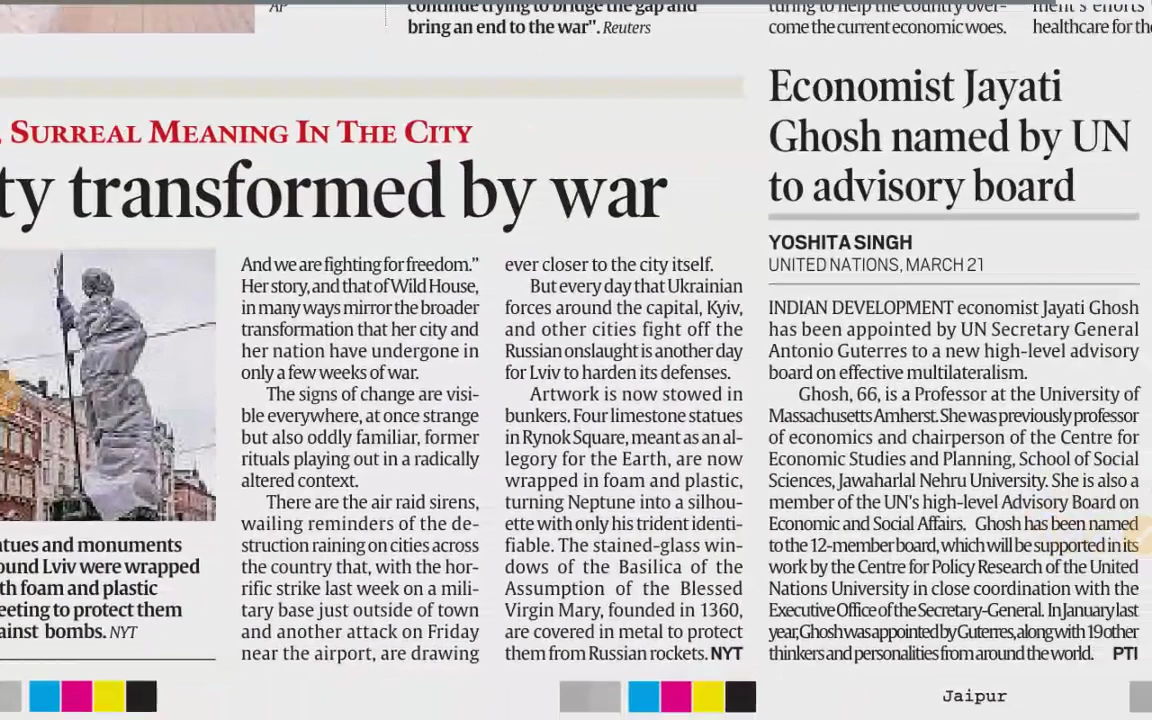 AP
continue trying to bridge the gap and
bring an end to the war". Reuters
turing to help the country over-
come the current economic woes.
ment's efforts
healthcare for the
, SURREAL MEANING IN THE CITY
ty transformed by war
atues and monuments
ound Lviv were wrapped
th foam and plastic
eeting to protect them
ainst bombs. NYT
And we are fighting for freedom."
Her story, and that of Wild House,
in many ways mirror the broader
transformation that her city and
her nation have undergone in
only a few weeks of war.
The signs of change are visi-
ble everywhere, at once strange
but also oddly familiar, former
rituals playing out in a radically
altered context.
There are the air raid sirens,
wailing reminders of the de-
struction raining on cities across
the country that, with the hor-
rific strike last week on a mili-
tary base just outside of town
and another attack on Friday
near the airport, are drawing
ever closer to the city itself.
But every day that Ukrainian
forces around the capital, Kyiv,
and other cities fight off the
Russian onslaught is another day
for Lviv to harden its defenses.
Artwork is now stowed in
bunkers. Four limestone statues
in Rynok Square, meant as an al-
legory for the Earth, are now
wrapped in foam and plastic,
turning Neptune into a silhou-
ette with only his trident identi-
fiable. The stained-glass win-
dows of the Basilica of the
Assumption of the Blessed
Virgin Mary, founded in 1360,
are covered in metal to protect
them from Russian rockets. NYT
Economist Jayati
Ghosh named by UN
to advisory board
YOSHITA SINGH
UNITED NATIONS, MARCH 21
INDIAN DEVELOPMENT economist Jayati Ghosh
has been appointed by UN Secretary General
Antonio Guterres to a new high-level advisory
board on effective multilateralism.
Ghosh, 66, is a Professor at the University of
Massachusetts Amherst. She was previously professor
of economics and chairperson of the Centre for
Economic Studies and Planning, School of Social
Sciences, Jawaharlal Nehru University. She is also a
member of the UN's high-level Advisory Board on
Economic and Social Affairs. Ghosh has been named
to the 12-member board, which will be supported in its
work by the Centre for Policy Research of the United
Nations University in close coordination with the
Executive Office of the Secretary-General. In January last
year, Ghosh was appointed by Guterres, along with 19 other
thinkers and personalities from around the world. PTI
Jaipur